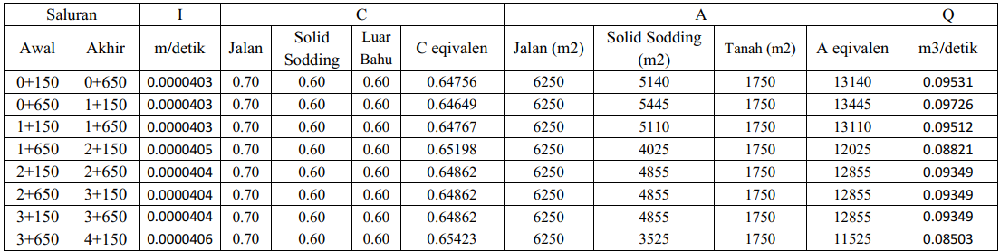 Saluran I C A Q
Awal Akhir m/detik Jalan Solid Sodding Luar Bahu C eqivalen Jalan (m2) Solid Sodding (m2) Tanah (m2) A eqivalen m3/detik
0+150 0+650 0.0000403 0.70 0.60 0.60 0.64756 6250 5140 1750 13140 0.09531
0+650 1+150 0.0000403 0.70 0.60 0.60 0.64649 6250 5445 1750 13445 0.09726
1+150 1+650 0.0000403 0.70 0.60 0.60 0.64767 6250 5110 1750 13110 0.09512
1+650 2+150 0.0000405 0.70 0.60 0.60 0.65198 6250 4025 1750 12025 0.08821
2+150 2+650 0.0000404 0.70 0.60 0.60 0.64862 6250 4855 1750 12855 0.09349
2+650 3+150 0.0000404 0.70 0.60 0.60 0.64862 6250 4855 1750 12855 0.09349
3+150 3+650 0.0000404 0.70 0.60 0.60 0.64862 6250 4855 1750 12855 0.09349
3+650 4+150 0.0000406 0.70 0.60 0.60 0.65423 6250 3525 1750 11525 0.08503